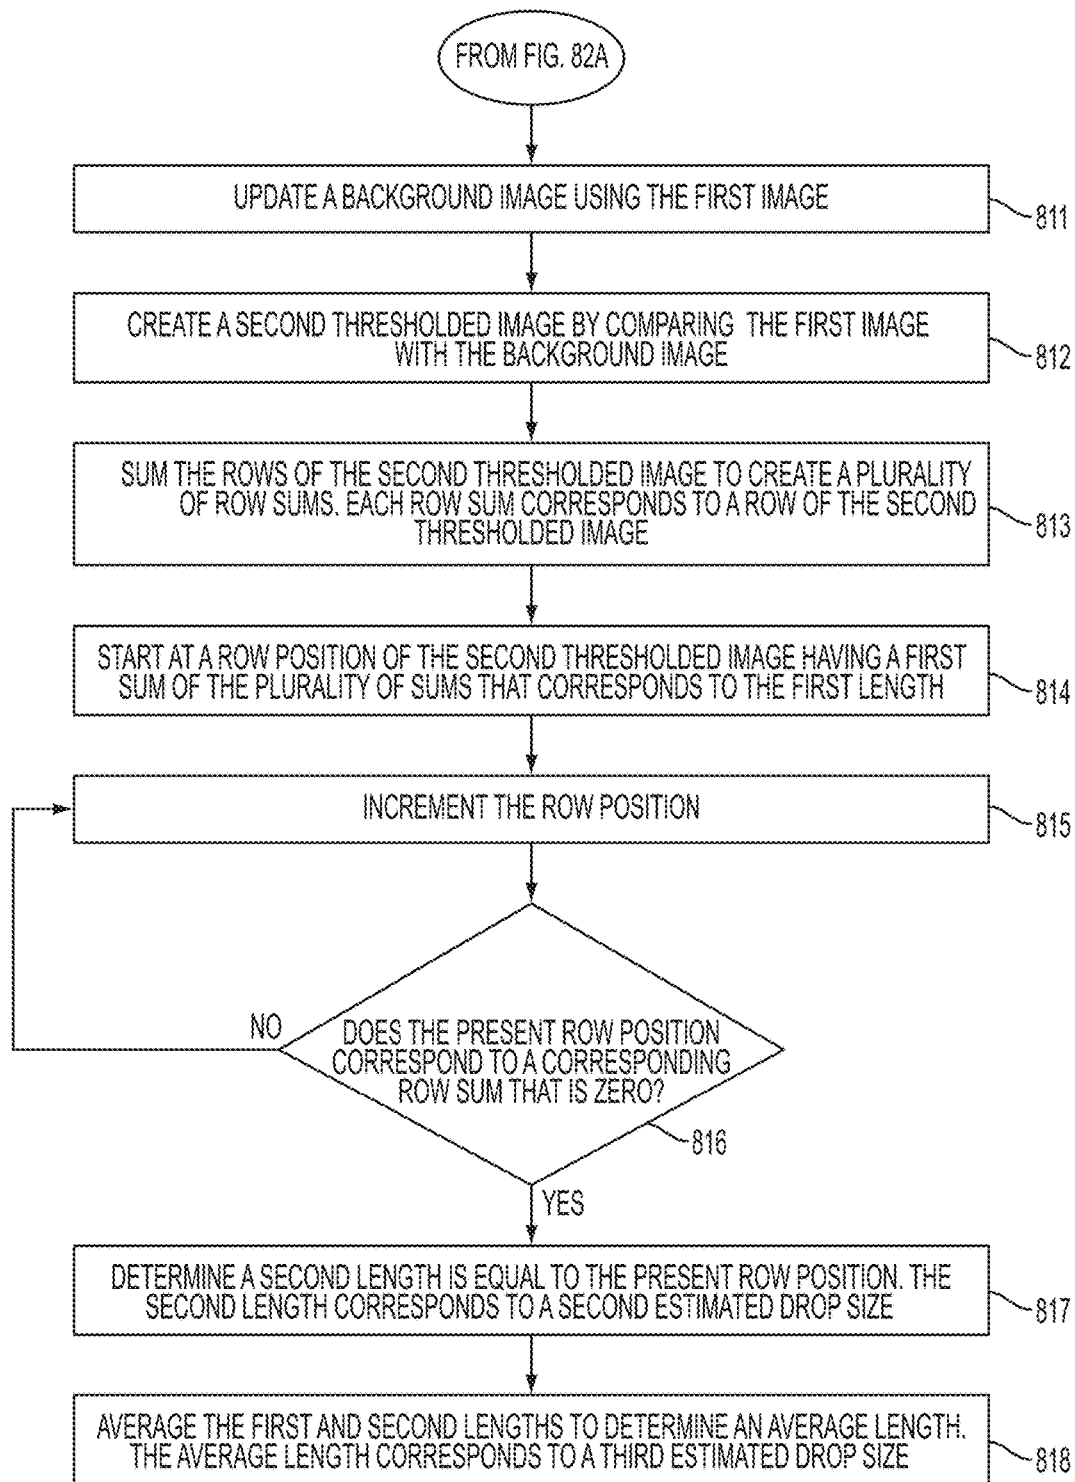 FROM FIG. 82A
UPDATE A BACKGROUND IMAGE USING THE FIRST IMAGE
811
CREATE A SECOND THRESHOLDED IMAGE BY COMPARING THE FIRST IMAGE
WITH THE BACKGROUND IMAGE
812
SUM THE ROWS OF THE SECOND THRESHOLDED IMAGE TO CREATE A PLURALITY
OF ROW SUMS. EACH ROW SUM CORRESPONDS TO A ROW OF THE SECOND
THRESHOLDED IMAGE
813
START AT A ROW POSITION OF THE SECOND THRESHOLDED IMAGE HAVING A FIRST
SUM OF THE PLURALITY OF SUMS THAT CORRESPONDS TO THE FIRST LENGTH
814
INCREMENT THE ROW POSITION
815
NO
DOES THE PRESENT ROW POSITION
CORRESPOND TO A CORRESPONDING
ROW SUM THAT IS ZERO?
816
YES
DETERMINE A SECOND LENGTH IS EQUAL TO THE PRESENT ROW POSITION. THE
SECOND LENGTH CORRESPONDS TO A SECOND ESTIMATED DROP SIZE
817
AVERAGE THE FIRST AND SECOND LENGTHS TO DETERMINE AN AVERAGE LENGTH.
THE AVERAGE LENGTH CORRESPONDS TO A THIRD ESTIMATED DROP SIZE
818